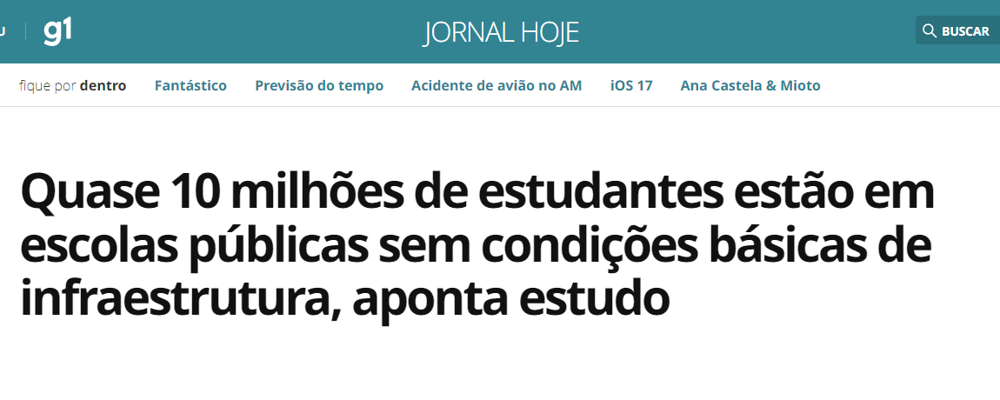 g1
JORNAL HOJE
BUSCAR
fique por dentro Fantástico Previsão do tempo Acidente de avião no AM iOS 17 Ana Castela & Mioto
Quase 10 milhões de estudantes estão em
escolas públicas sem condições básicas de
infraestrutura, aponta estudo